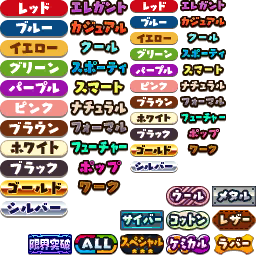 レッド エレガント レッド エレガント
ブルー カジュアル ブルー カジュアル
イエロー クール イエロー クール
グリーン スポーティ グリーン スポーティ
パープル スマート パープル スマート
ピンク ナチュラル ピンク ナチュラル
ブラウン フォーマル ブラウン フォーマル
ホワイト フューチャー ホワイト フューチャー
ブラック ポップ ブラック ポップ
ゴールド ワーク ゴールド ワーク
シルバー シルバー
ウール メタル
サイバー コットン レザー
限界突破 ALL スペシャル ケミカル ラバー